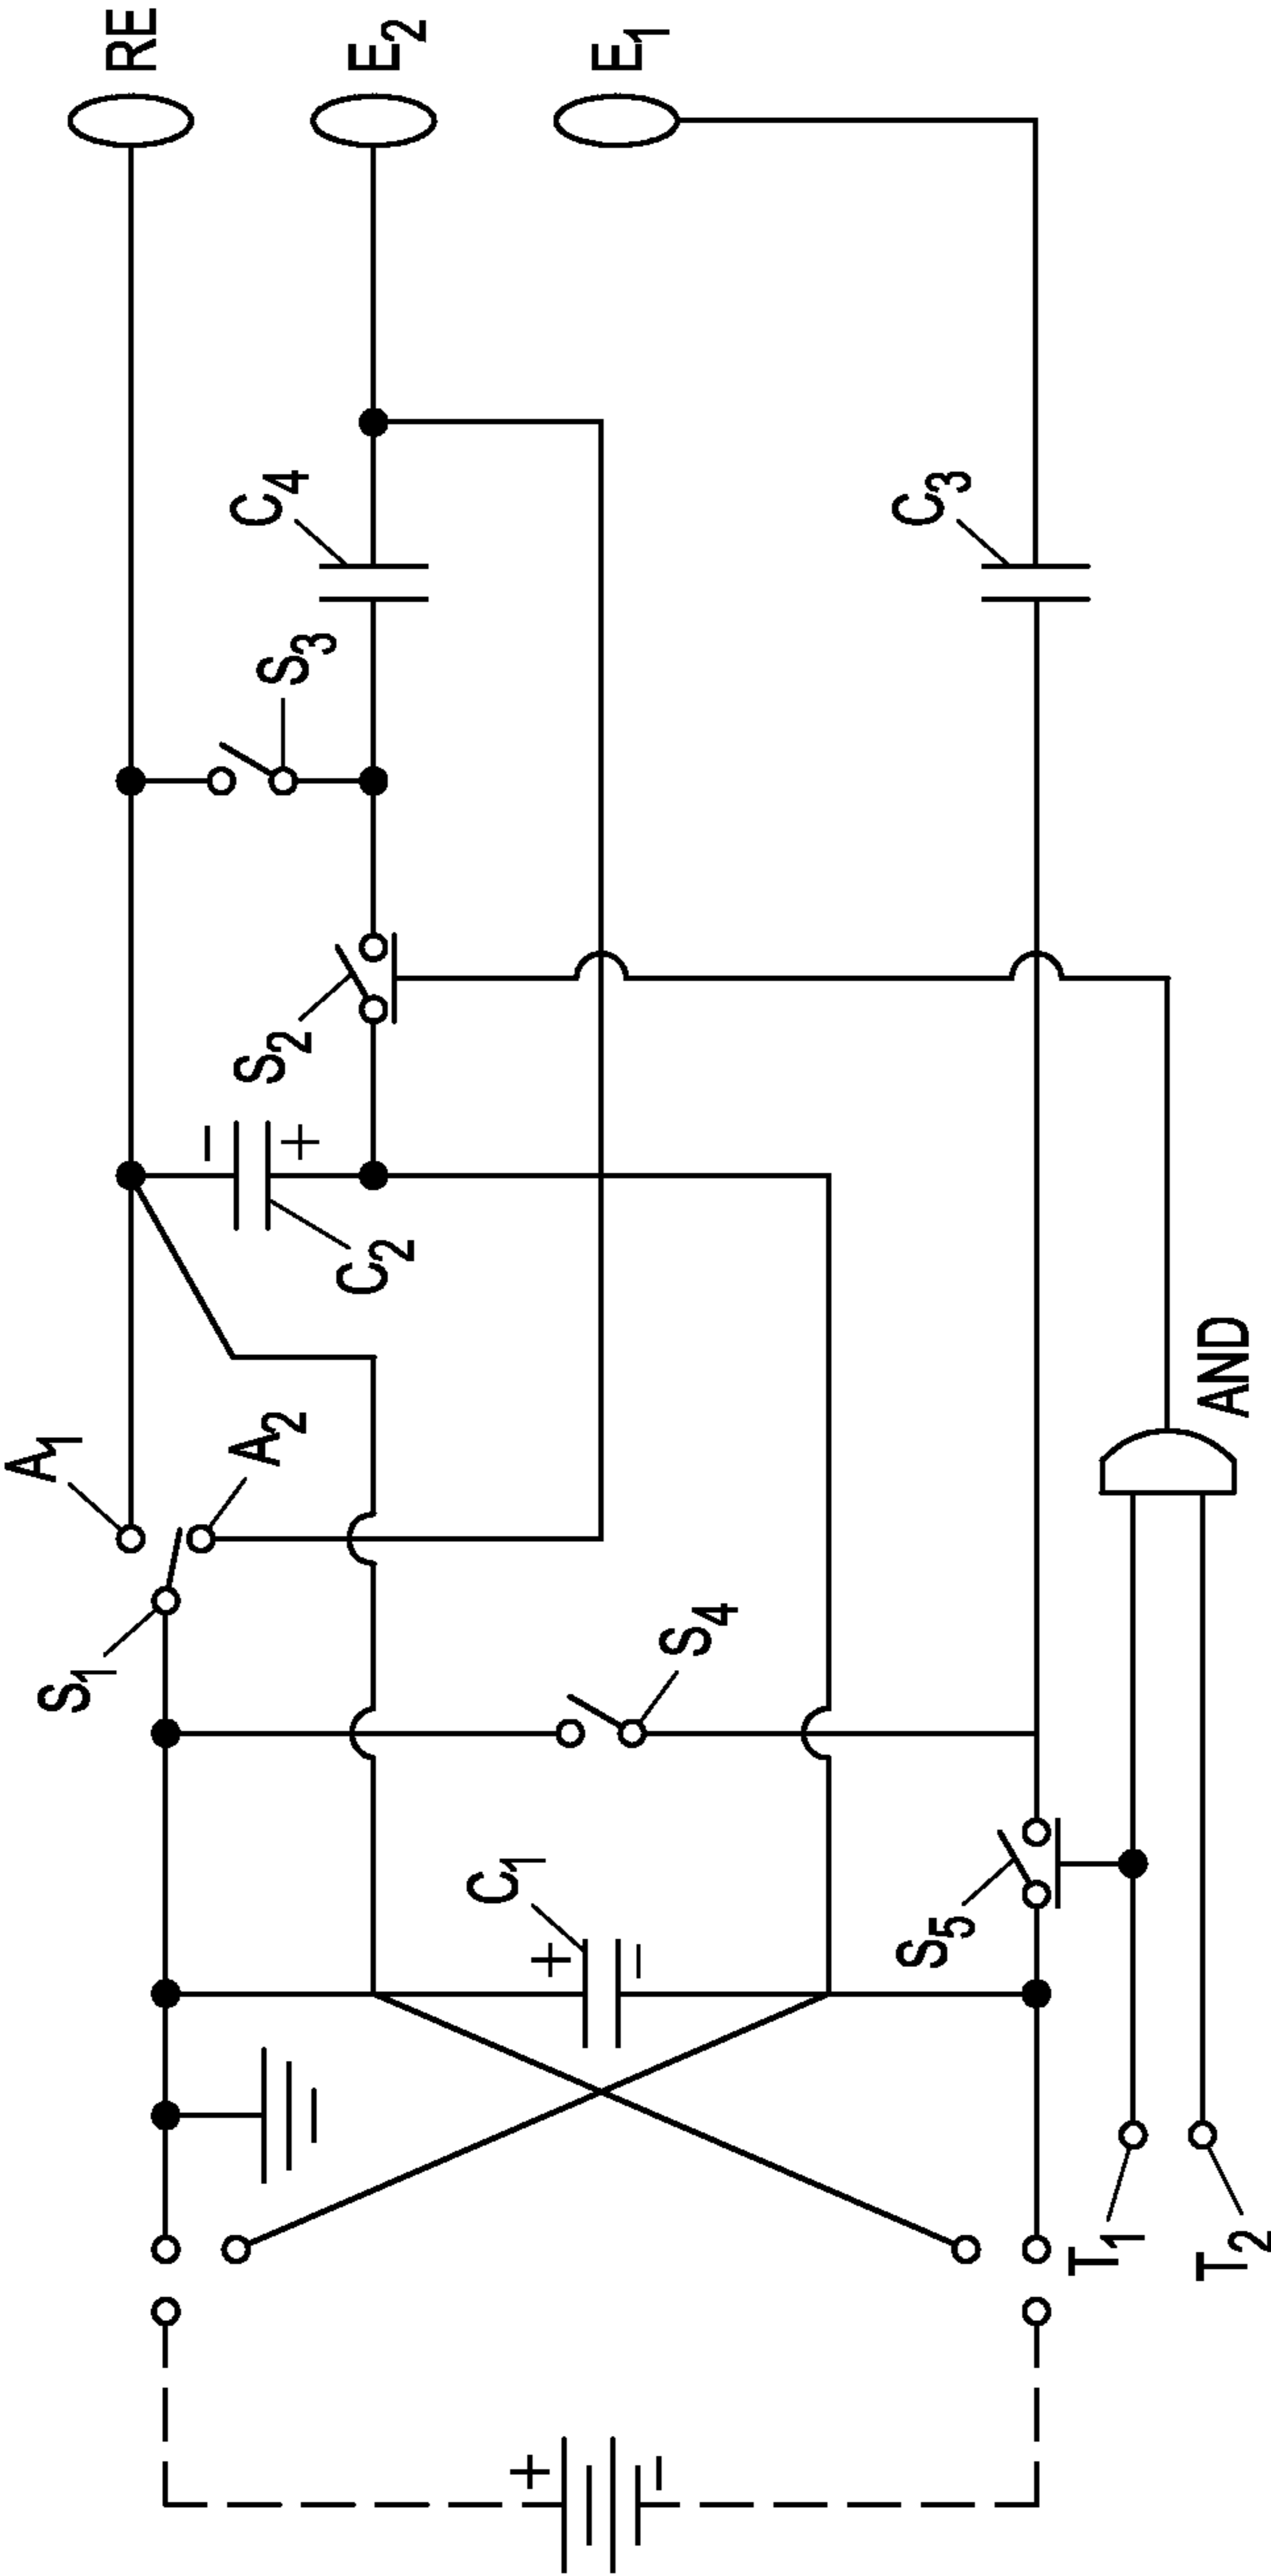 RE
E2
E1
C4
C3
S3
S2
+
−
C2
A1
A2
AND
S1
S4
C1
+
−
S5
T1
T2
+
−